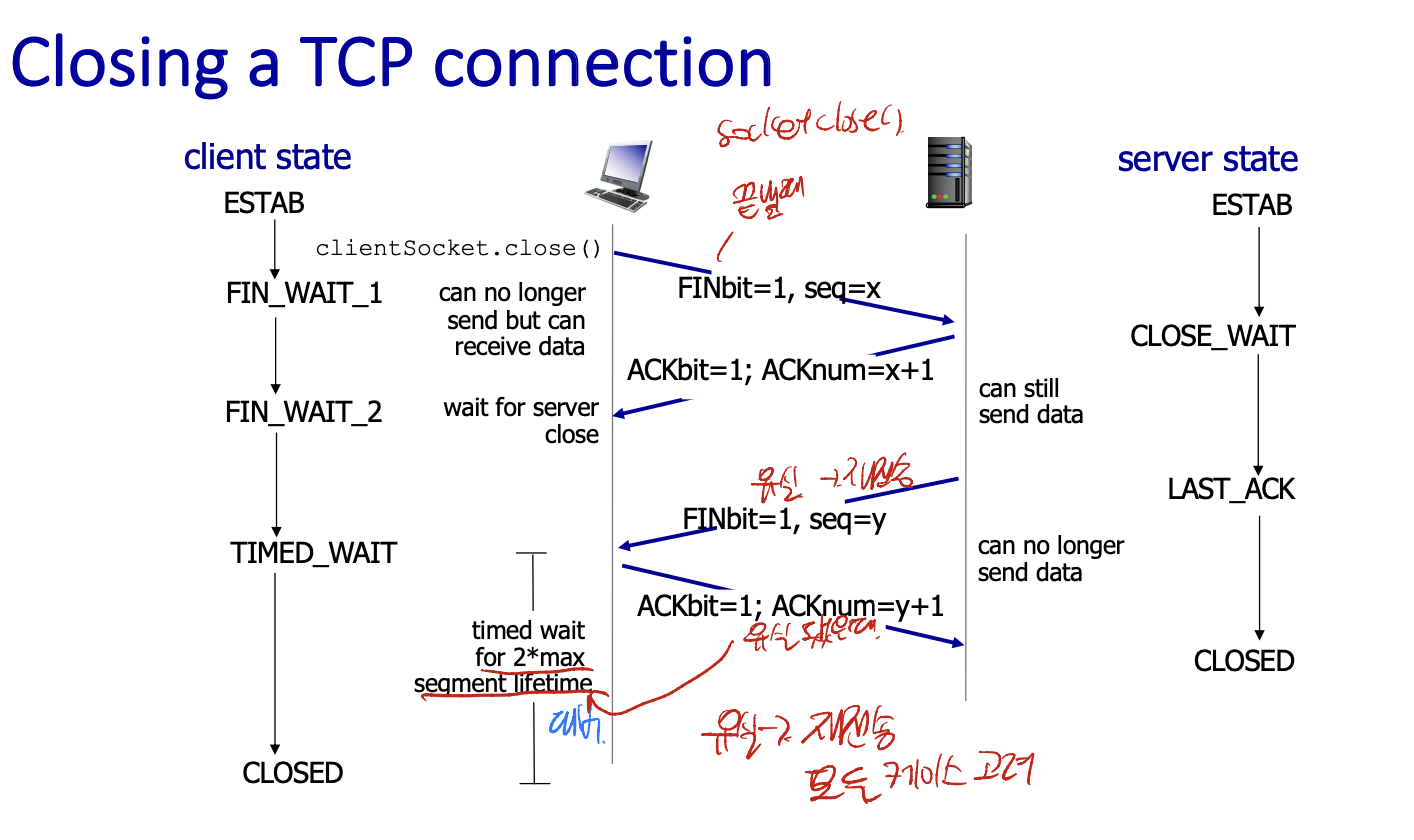 Closing a TCP connection
socket close()
client state
server state
ESTAB
ESTAB
끝낼때
clientSocket.close()
FINbit=1, seq=x
FIN_WAIT_1
can no longer
send but can
receive data
CLOSE_WAIT
ACKbit=1; ACKnum=x+1
can still
send data
FIN_WAIT_2
wait for server
close
유실 → 재전송
LAST_ACK
FINbit=1, seq=y
TIMED_WAIT
can no longer
send data
ACKbit=1; ACKnum=y+1
유실 됐을때
timed wait
for 2*max
segment lifetime
CLOSED
대비
유실 → 재전송
모든 케이스 고려
CLOSED